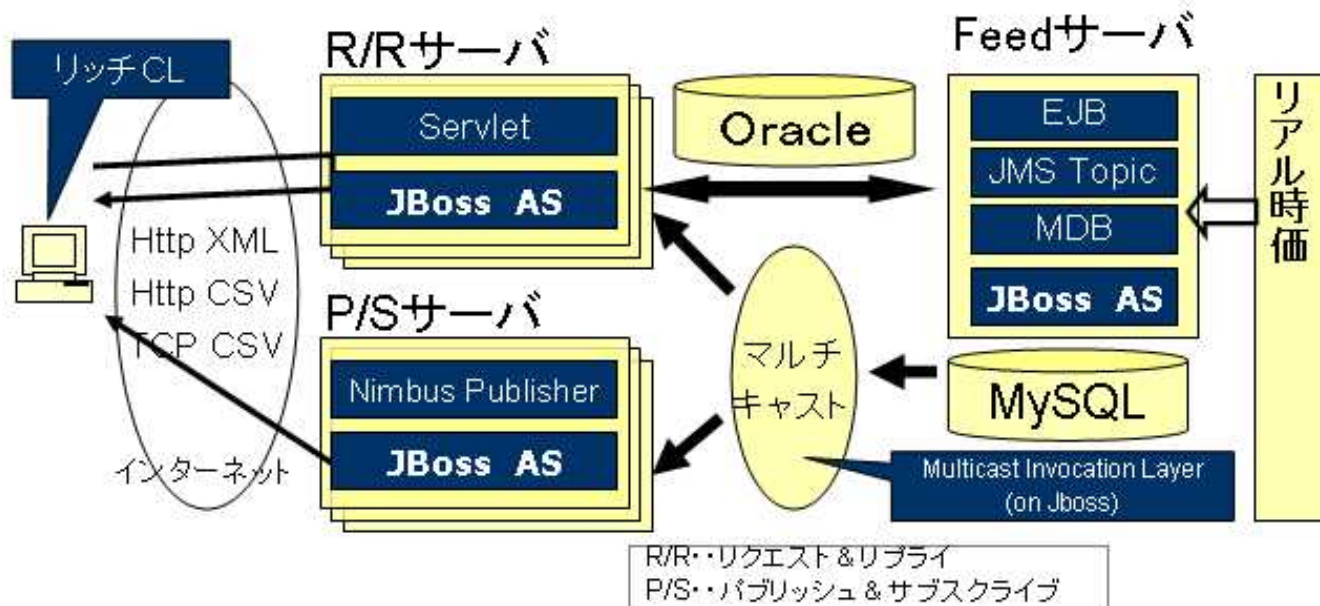 リッチCL
R/Rサーバ
Servlet
JBoss AS
Oracle
Feedサーバ
EJB
JMS Topic
MDB
JBoss AS
リアル時価
Http XML
Http CSV
TCP CSV
インターネット
P/Sサーバ
Nimbus Publisher
JBoss AS
マルチ
キャスト
MySQL
Multicast Invocation Layer
(on Jboss)
R/R・・リクエスト&リプライ
P/S・・パブリッシュ&サブスクライブ